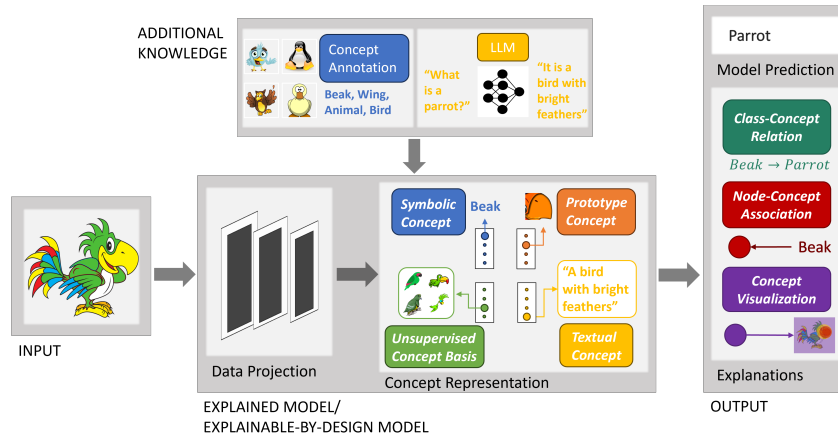 ADDITIONAL
KNOWLEDGE
Concept
Annotation
Beak, Wing,
Animal, Bird
LLM
“What
is a
parrot?”
“It is a
bird with
bright
feathers”
INPUT
Data Projection
Symbolic
Concept
Beak
Prototype
Concept
“A bird
with bright
feathers”
Unsupervised
Concept Basis
Textual
Concept
Concept Representation
EXPLAINED MODEL/
EXPLAINABLE-BY-DESIGN MODEL
Parrot
Model Prediction
Class-Concept
Relation
Beak → Parrot
Node-Concept
Association
Beak
Concept
Visualization
Explanations
OUTPUT